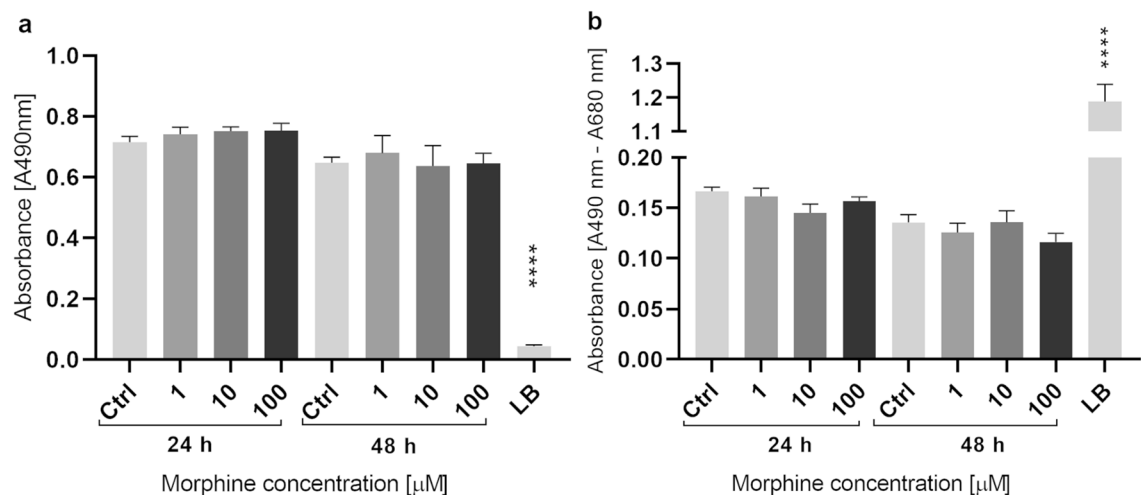 a
Absorbance [A490nm]
1.0
0.8
0.6
0.4
0.2
0.0
****
Ctrl 1 10 100 Ctrl 1 10 100 LB
24 h 48 h
Morphine concentration [μM]
b
Absorbance [A490 nm - A680 nm]
1.3
1.2
1.1
0.20
0.15
0.10
0.05
0.00
****
Ctrl 1 10 100 Ctrl 1 10 100 LB
24 h 48 h
Morphine concentration [μM]